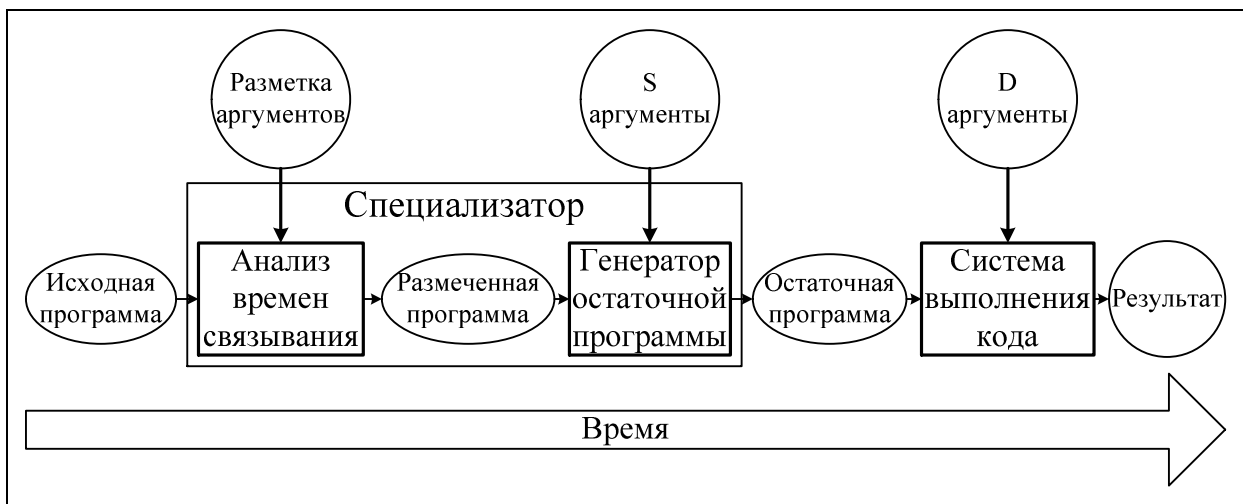 Разметка
аргументов
S
аргументы
D
аргументы
Специализатор
Исходная
программа
Анализ
времен
связывания
Размеченная
программа
Генератор
остаточной
программы
Остаточная
программа
Система
выполнения
кода
Результат
Время